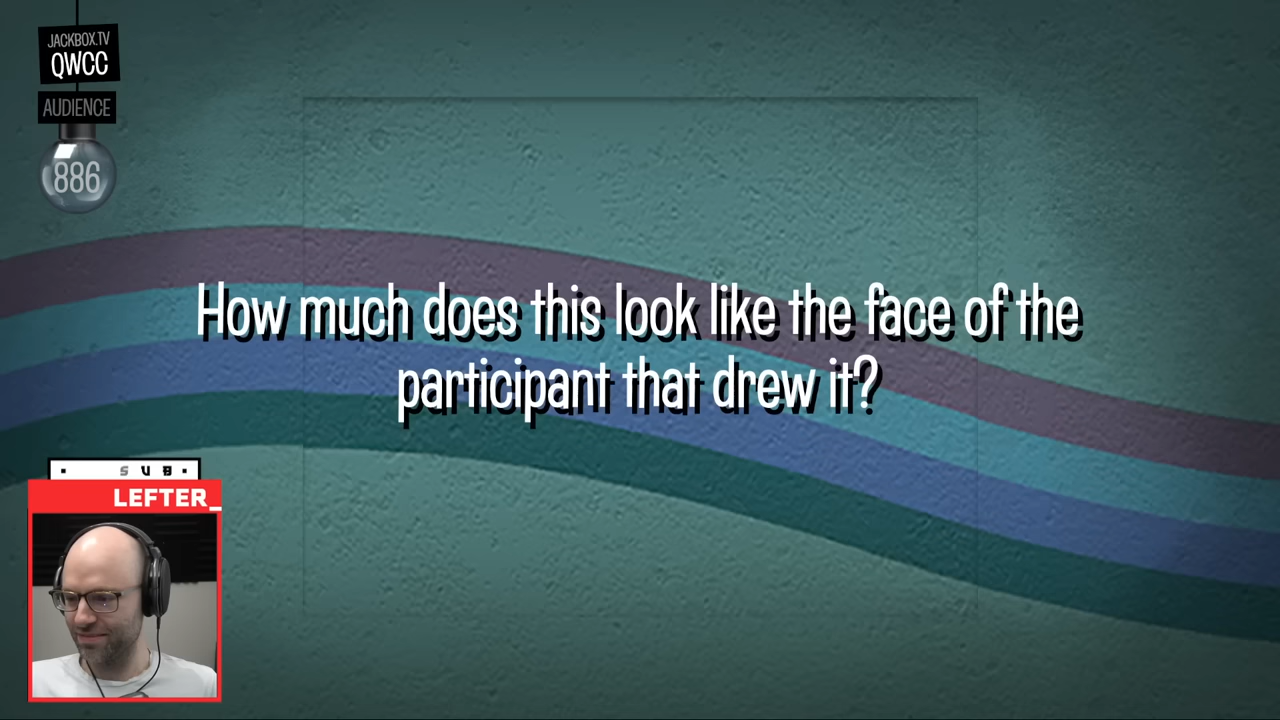 JACKBOX.TV
QWCC
AUDIENCE
886
How much does this look like the face of the
participant that drew it?
SUB
LEFTER_